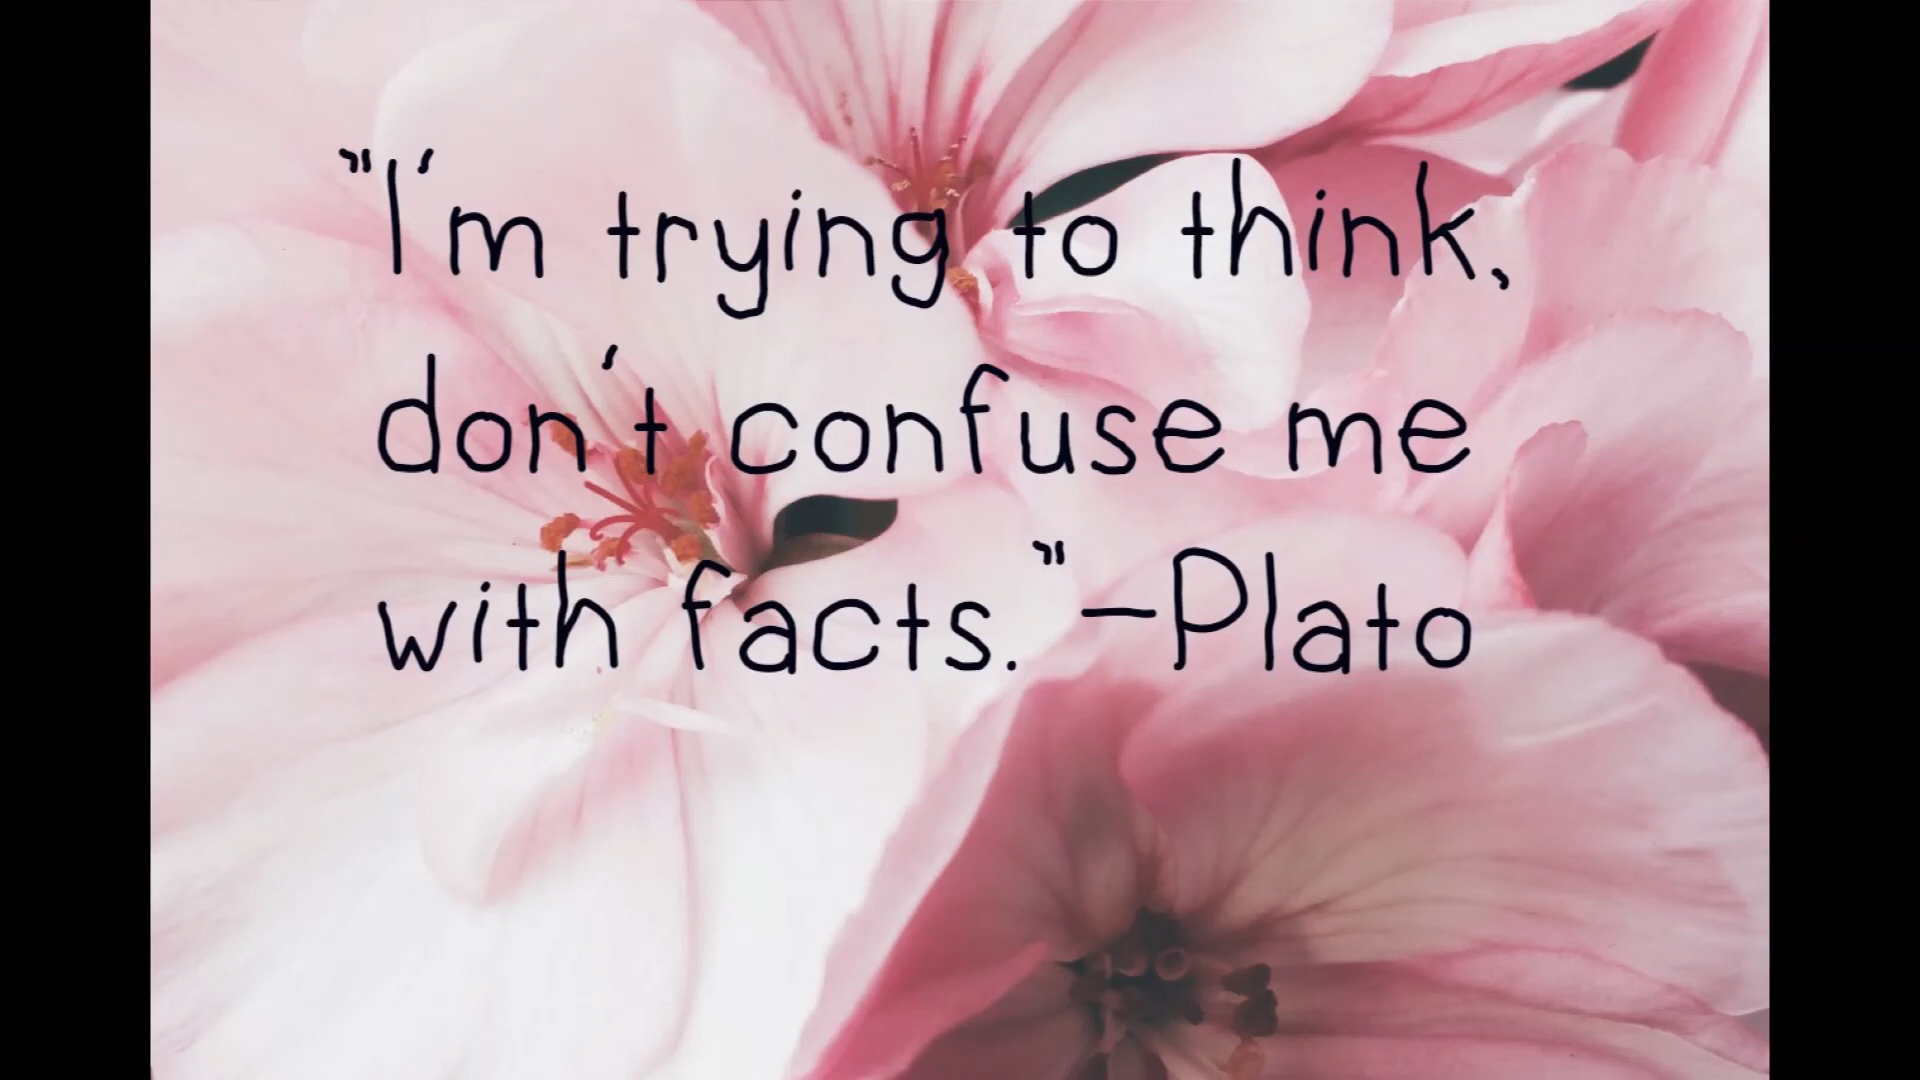 "I'm trying to think,
don't confuse me
with facts." -Plato